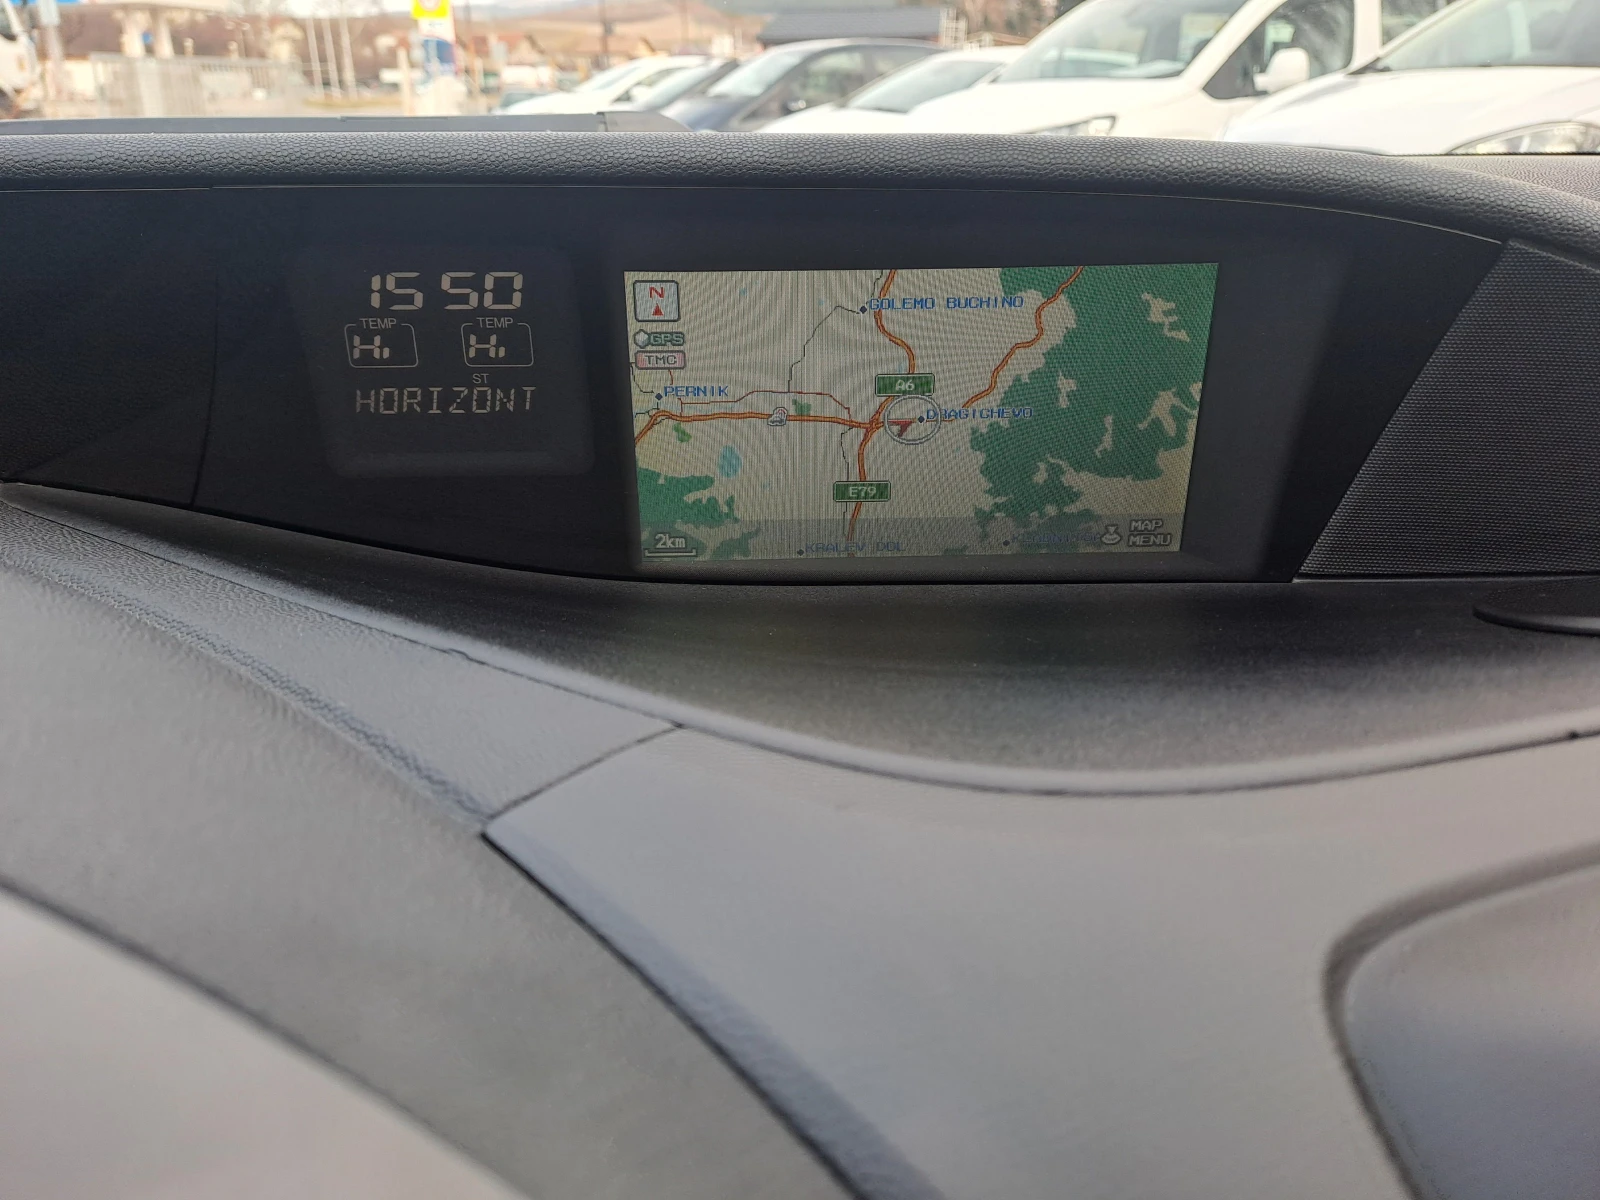 15 50
TEMP TEMP
Hi Hi
ST
HORIZONT
N
GPS
TMC
GOLEMO BUCHINO
A6
PERNIK
DRAGICHEVO
E79
2km
KRALEV DOL
MAP
MENU